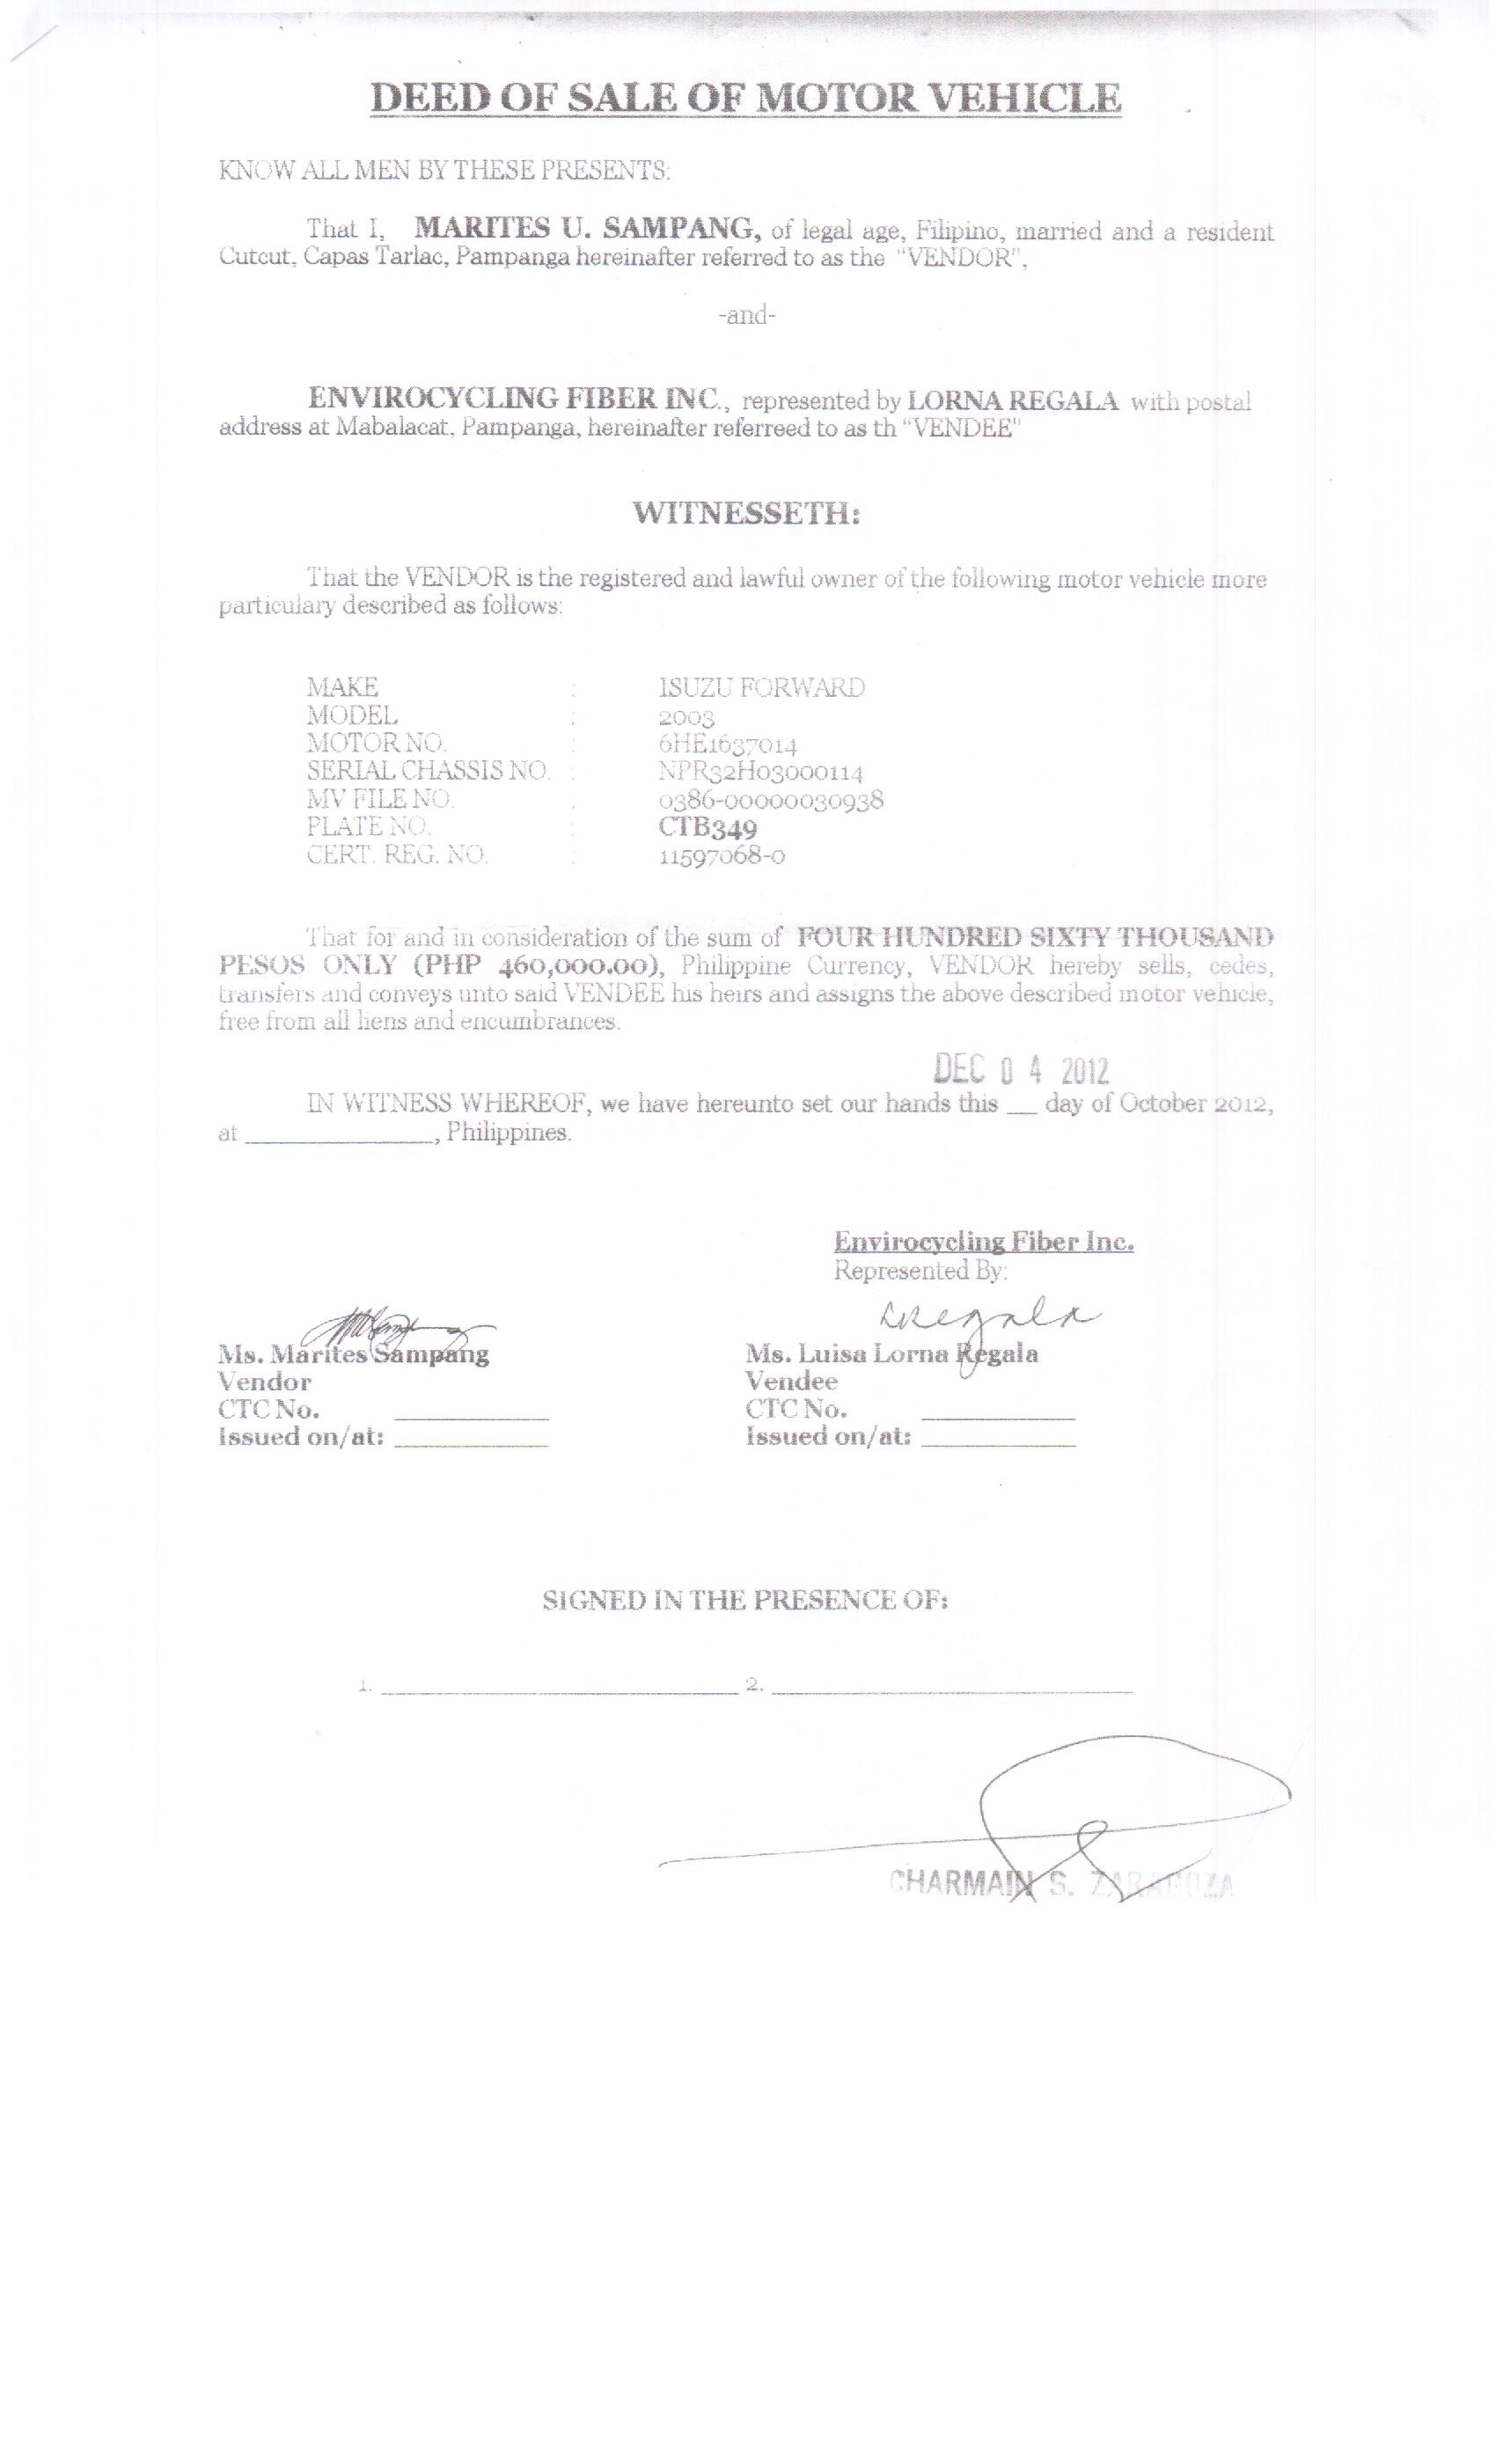 DEED OF SALE OF MOTOR VEHICLE
KNOW ALL MEN BY THESE PRESENTS:
That I, MARITES U. SAMPANG, of legal age, Filipino, married and a resident
Cutcut, Capas Tarlac, Pampanga hereinafter referred to as the "VENDOR",
-and-
ENVIROCYCLING FIBER INC., represented by LORNA REGALA with postal
address at Mabalacat, Pampanga, hereinafter referreed to as th "VENDEE"
WITNESSETH:
That the VENDOR is the registered and lawful owner of the following motor vehicle more
particulary described as follows:
MAKE : ISUZU FORWARD
MODEL : 2003
MOTOR NO. : 6HE1637014
SERIAL CHASSIS NO. : NPR32H03000114
MV FILE NO. : 0386-00000030938
PLATE NO. : CTB349
CERT. REG. NO. : 11597068-0
That for and in consideration of the sum of FOUR HUNDRED SIXTY THOUSAND
PESOS ONLY (PHP 460,000.00), Philippine Currency, VENDOR hereby sells, cedes,
transfers and conveys unto said VENDEE his heirs and assigns the above described motor vehicle,
free from all liens and encumbrances.
DEC 04 2012
IN WITNESS WHEREOF, we have hereunto set our hands this __ day of October 2012,
at ______________, Philippines.
Envirocycling Fiber Inc.
Represented By:
LRegala
Ms. Marites Sampang Ms. Luisa Lorna Regala
Vendor Vendee
CTC No. ___________ CTC No. ___________
Issued on/at: ___________ Issued on/at: ___________
SIGNED IN THE PRESENCE OF:
1. __________________________ 2. __________________________
CHARMAIN S. ZARAGOZA